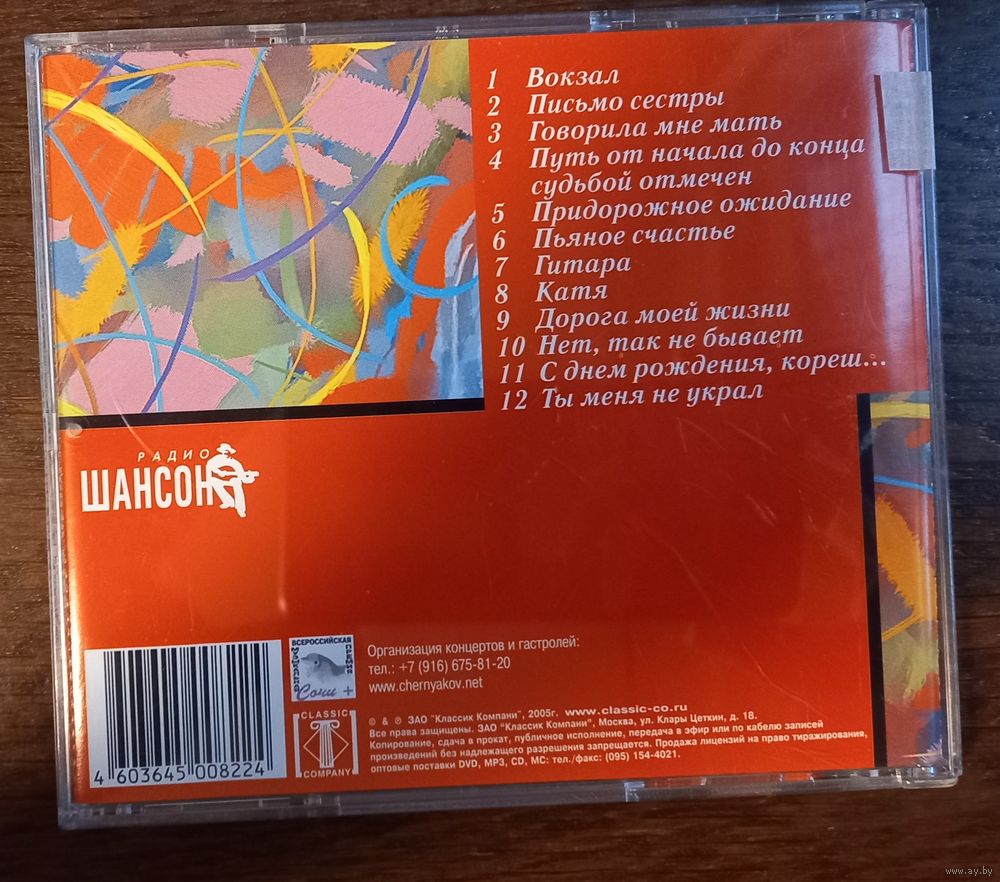 1 Вокзал
2 Письмо сестры
3 Говорила мне мать
4 Путь от начала до конца
судьбой отмечен
5 Придорожное ожидание
6 Пьяное счастье
7 Гитара
8 Катя
9 Дорога моей жизни
10 Нет, так не бывает
11 С днем рождения, кореш...
12 Ты меня не украл
РАДИО
ШАНСОН
4 603645 008224
ВСЕРОССИЙСКАЯ
Сочи +
Организация концертов и гастролей:
тел.: +7 (916) 675-81-20
www.chernyakov.net
CLASSIC
COMPANY
© & ℗ ЗАО "Классик Компани", 2005г. www.classic-co.ru
Все права защищены. ЗАО "Классик Компани", Москва, ул. Клары Цеткин, д. 18.
Копирование, сдача в прокат, публичное исполнение, передача в эфир или по кабелю записей
произведений без надлежащего разрешения запрещается. Продажа лицензий на право тиражирования,
оптовые поставки DVD, MP3, CD, MC: тел./факс: (095) 154-4021.
www.ay.by